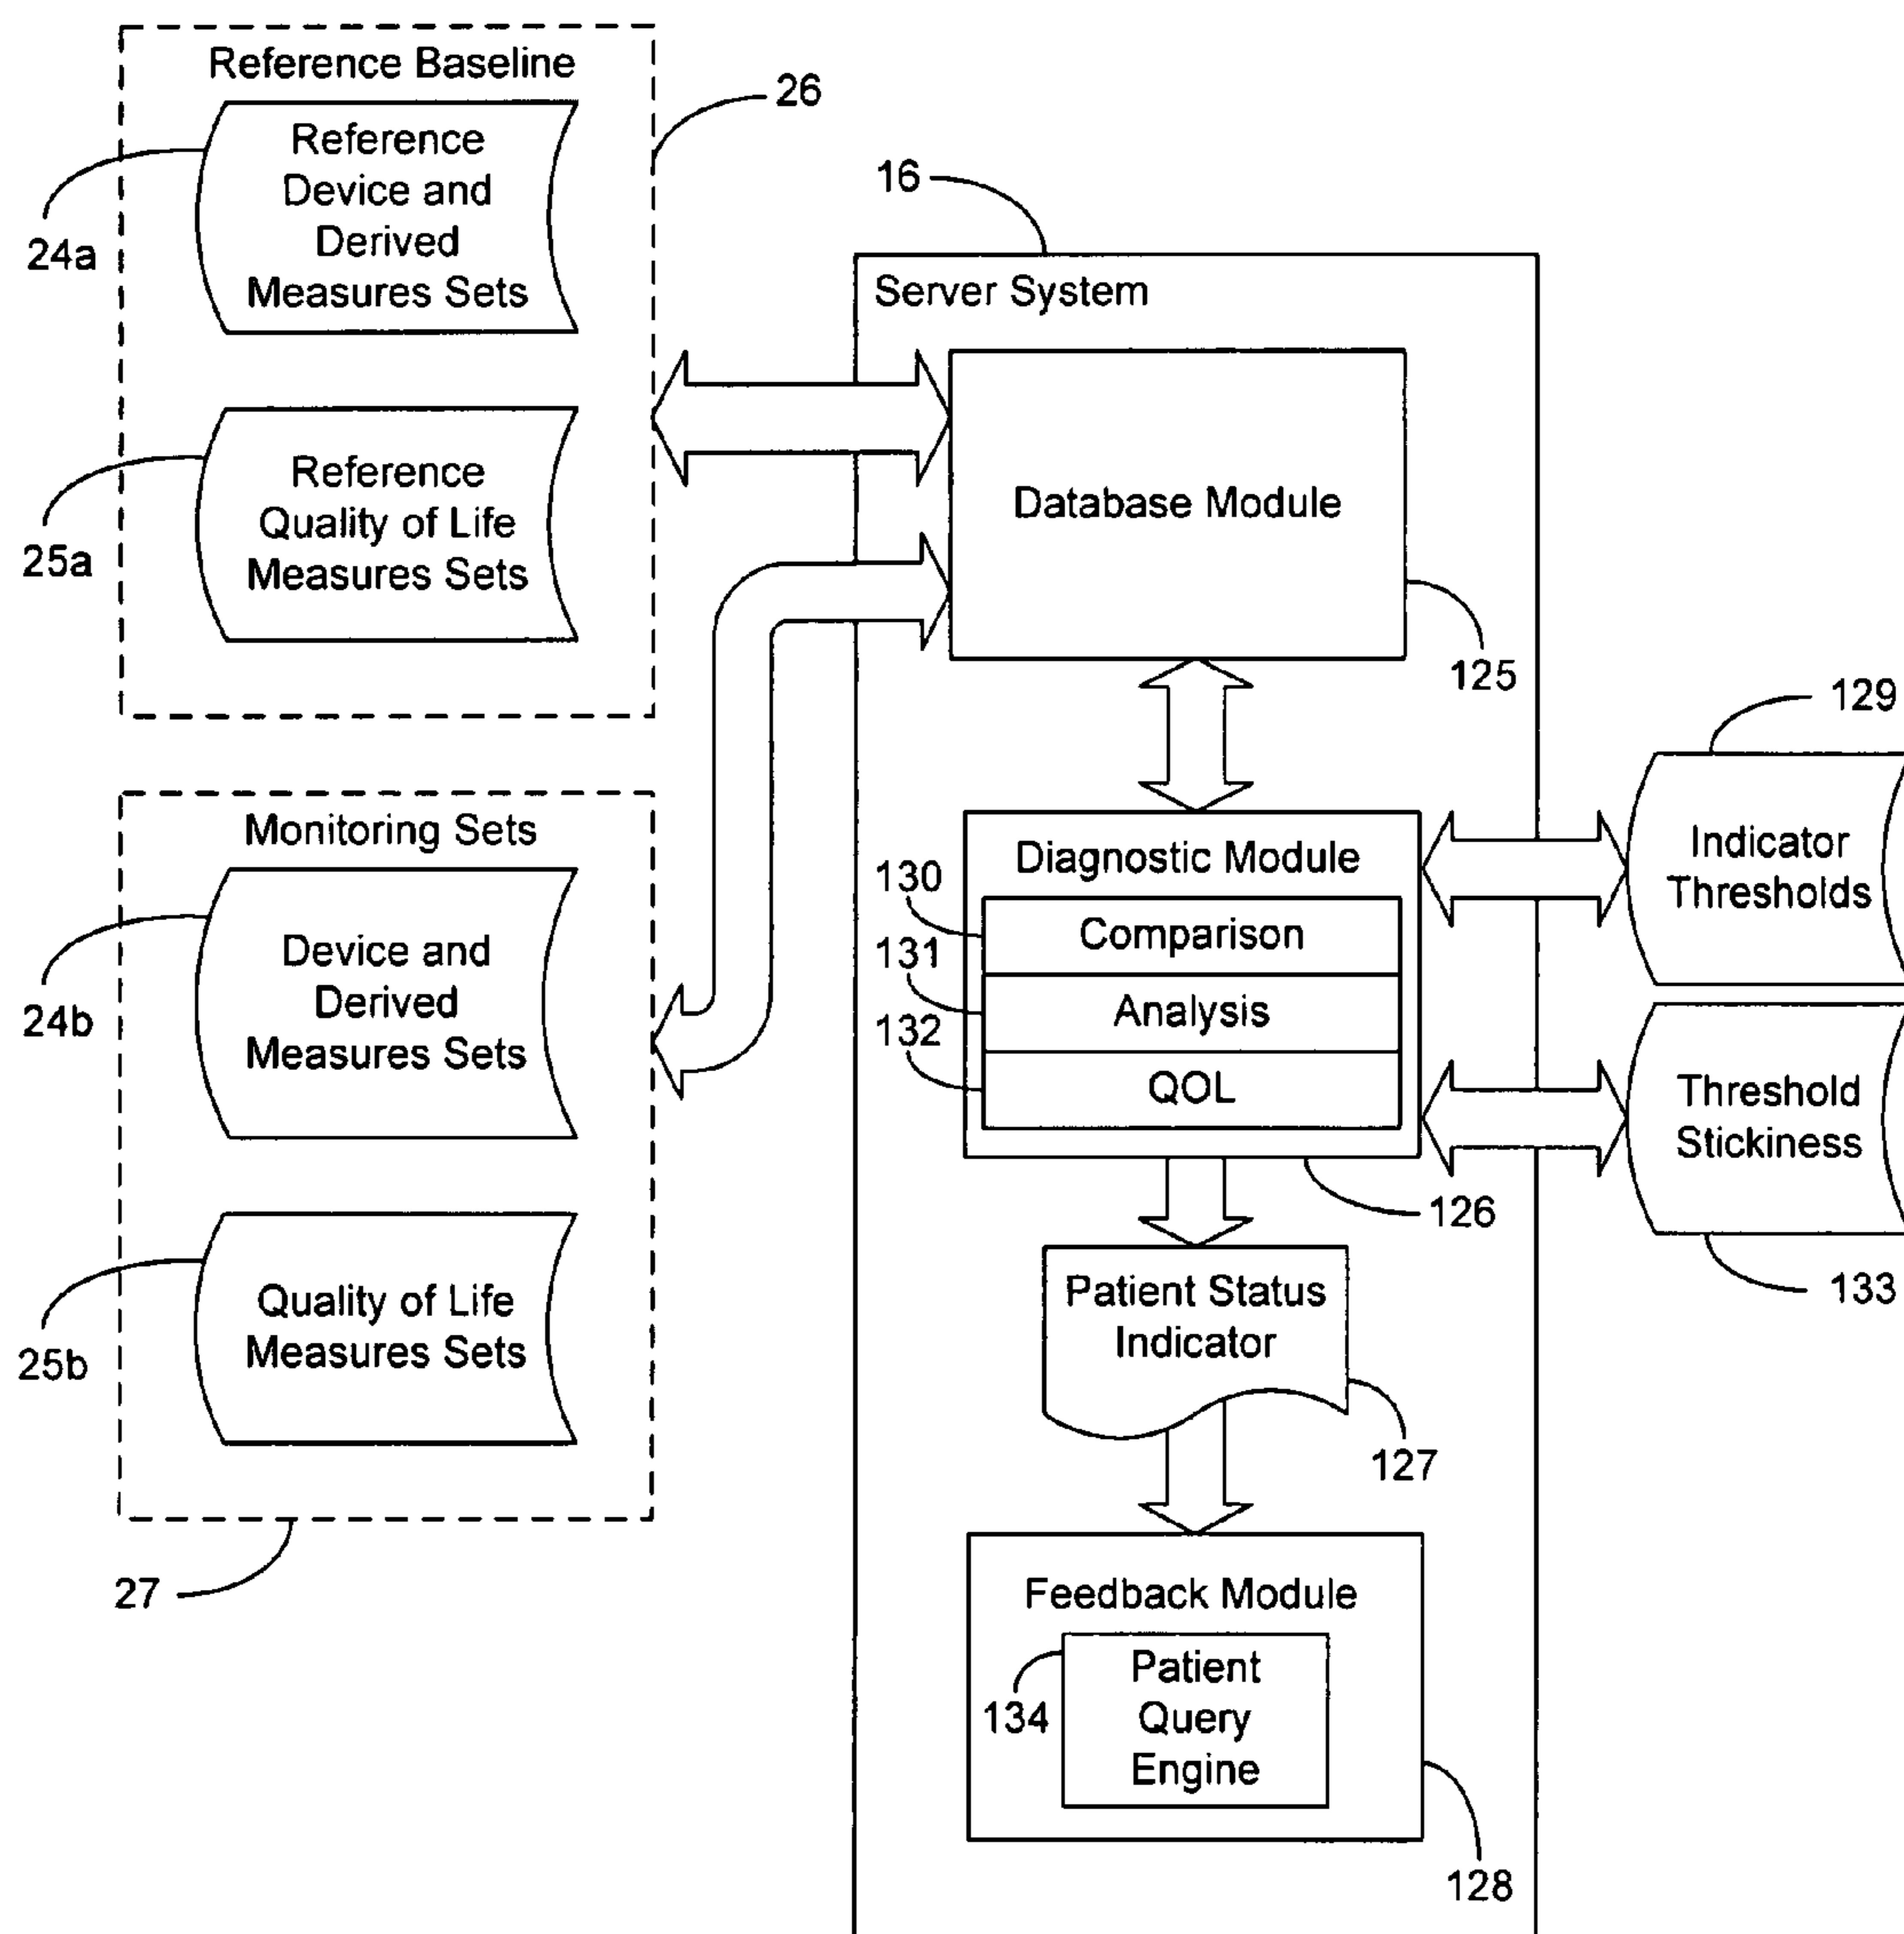 Reference Baseline
26
Reference
Device and
Derived
Measures Sets
24a
Reference
Quality of Life
Measures Sets
25a
Monitoring Sets
Device and
Derived
Measures Sets
24b
Quality of Life
Measures Sets
25b
27
16
Server System
Database Module
125
Diagnostic Module
130
Comparison
131
Analysis
132
QOL
126
129
Indicator
Thresholds
Threshold
Stickiness
133
Patient Status
Indicator
127
Feedback Module
134
Patient
Query
Engine
128